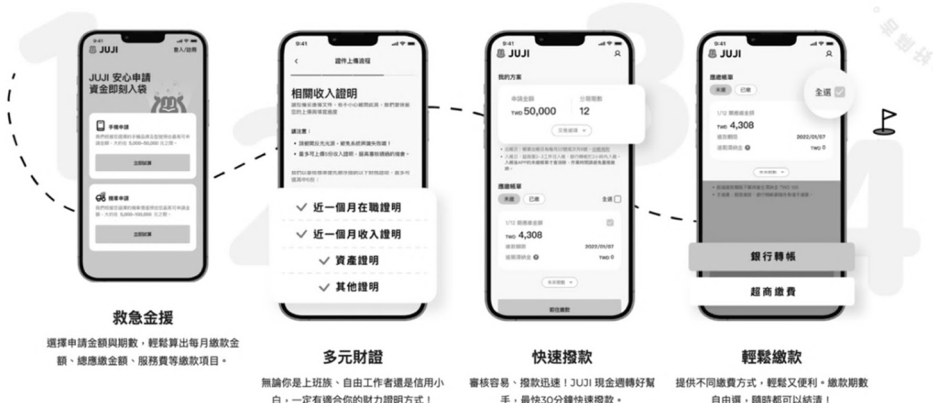 9:41
JUJI
登入/註冊
JUJI 安心申請
資金即刻入袋
手機申請
立即試算
機車申請
立即試算
救急金援
選擇申請金額與期數，輕鬆算出每月繳款金
額、總應繳金額、服務費等繳款項目。
9:41
證件上傳流程
相關收入證明
請注意：
近一個月在職證明
近一個月收入證明
資產證明
其他證明
多元財證
無論你是上班族、自由工作者還是信用小
白，一定有適合你的財力證明方式！
9:41
JUJI
我的方案
申請金額
分期期數
TWD 50,000
12
應繳帳單
未繳
已繳
全選
1/12 期應繳金額
TWD 4,308
繳款期限
2022/01/07
延遲滯納金
TWD 0
前往繳款
快速撥款
審核容易、撥款迅速！JUJI 現金週轉好幫
手，最快30分鐘快速撥款。
9:41
JUJI
應繳帳單
未繳
已繳
全選
1/12 期應繳金額
TWD 4,308
繳款期限
2022/01/07
延遲滯納金
TWD 0
銀行轉帳
超商繳費
輕鬆繳款
提供不同繳費方式，輕鬆又便利。繳款期數
自由選，隨時都可以結清！